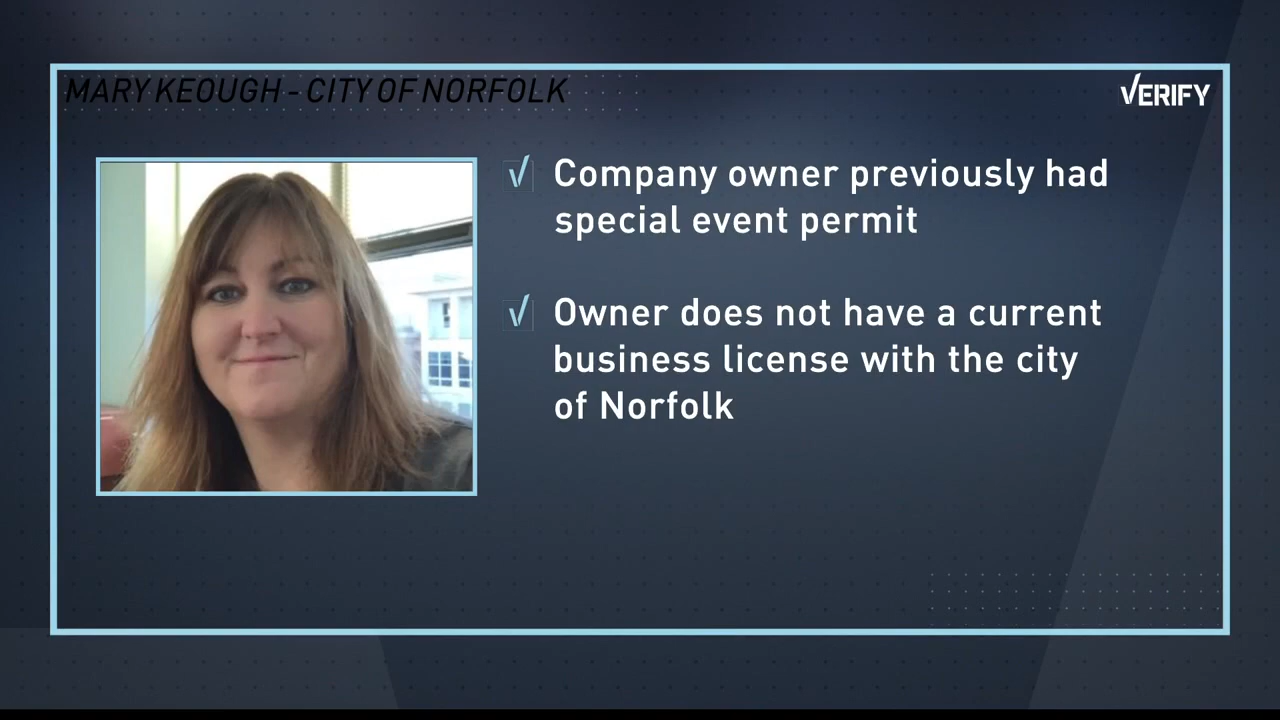 MARY KEOUGH - CITY OF NORFOLK
VERIFY
Company owner previously had
special event permit
Owner does not have a current
business license with the city
of Norfolk